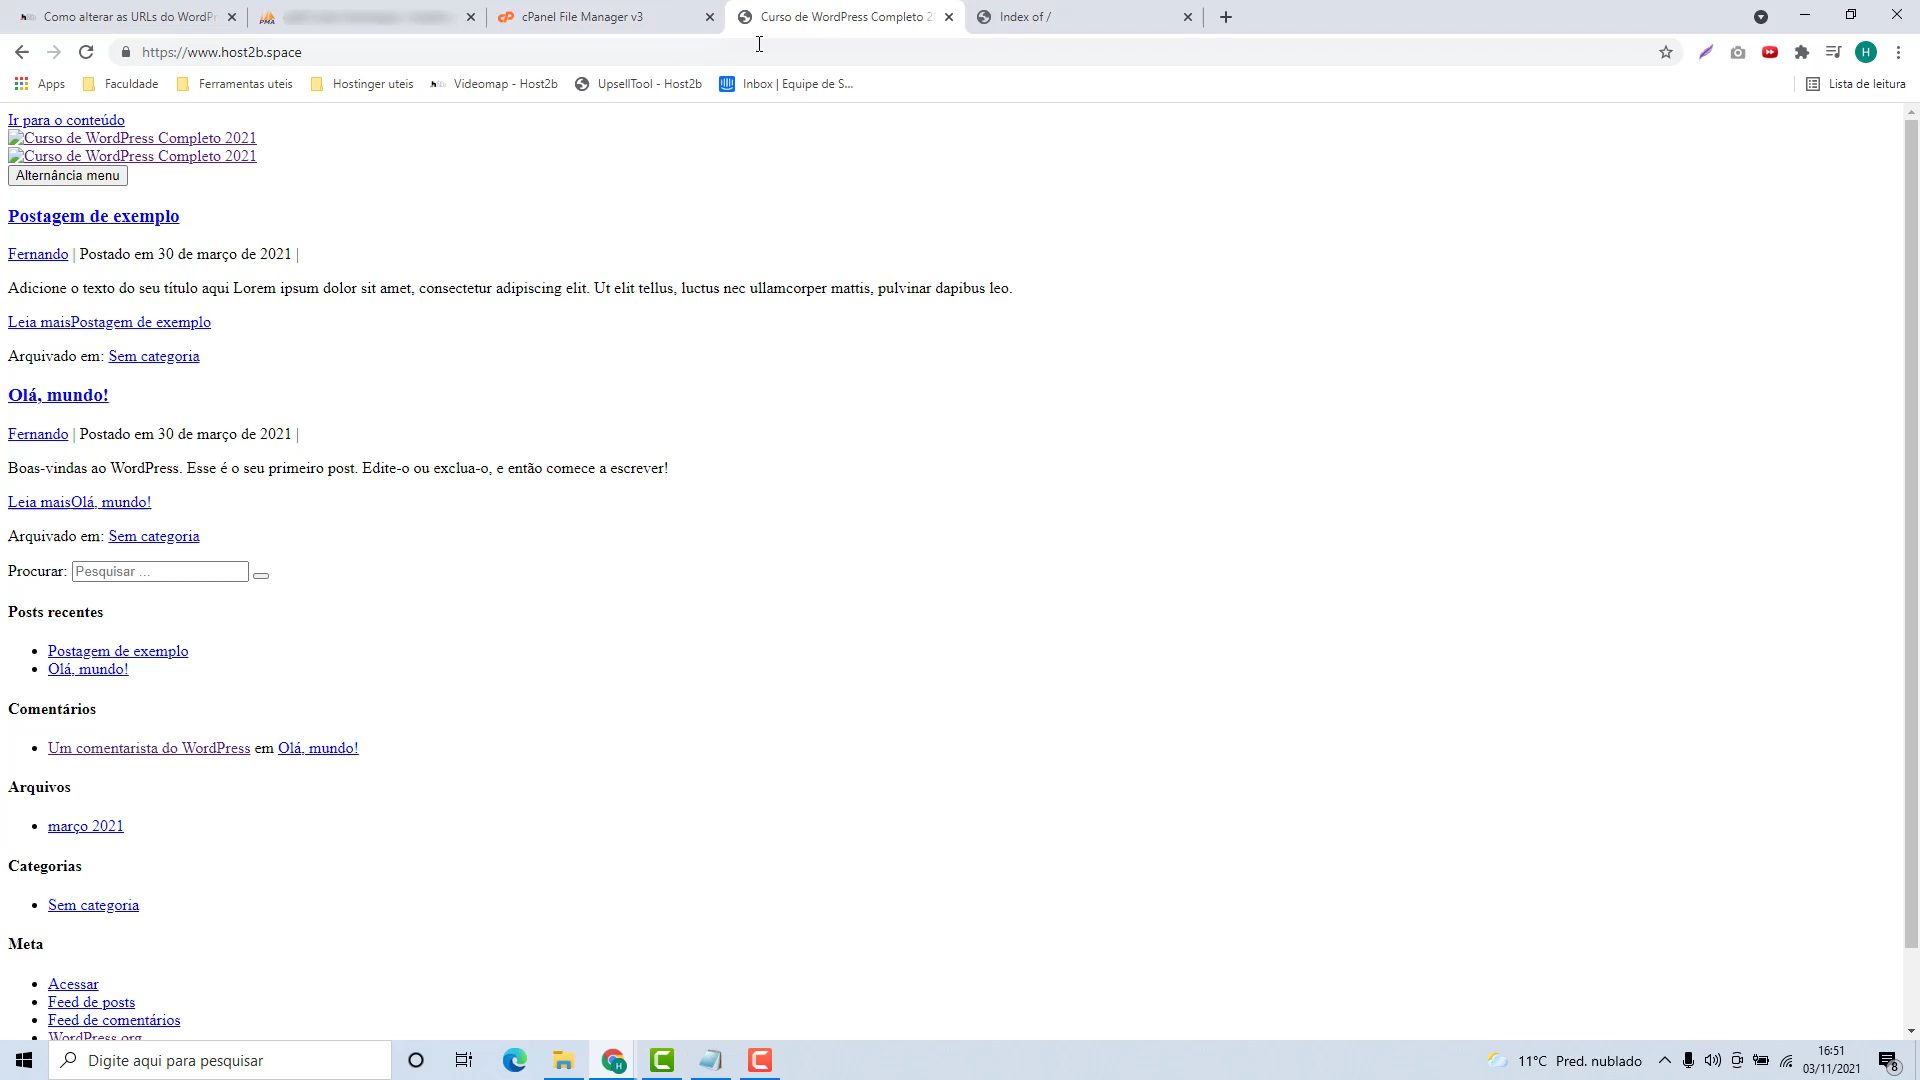 Como alterar as URLs do WordPr
cPanel File Manager v3
Curso de WordPress Completo 2
Index of /
https://www.host2b.space
H
Apps
Faculdade
Ferramentas uteis
Hostinger uteis
Videomap - Host2b
UpsellTool - Host2b
Inbox | Equipe de S...
Lista de leitura
Ir para o conteúdo
Curso de WordPress Completo 2021
Curso de WordPress Completo 2021
Alternância menu
Postagem de exemplo
Fernando | Postado em 30 de março de 2021 |
Adicione o texto do seu título aqui Lorem ipsum dolor sit amet, consectetur adipiscing elit. Ut elit tellus, luctus nec ullamcorper mattis, pulvinar dapibus leo.
Leia maisPostagem de exemplo
Arquivado em: Sem categoria
Olá, mundo!
Fernando | Postado em 30 de março de 2021 |
Boas-vindas ao WordPress. Esse é o seu primeiro post. Edite-o ou exclua-o, e então comece a escrever!
Leia maisOlá, mundo!
Arquivado em: Sem categoria
Procurar: Pesquisar ...
Posts recentes
Postagem de exemplo
Olá, mundo!
Comentários
Um comentarista do WordPress em Olá, mundo!
Arquivos
março 2021
Categorias
Sem categoria
Meta
Acessar
Feed de posts
Feed de comentários
WordPress.org
Digite aqui para pesquisar
11°C Pred. nublado
16:51
03/11/2021
8